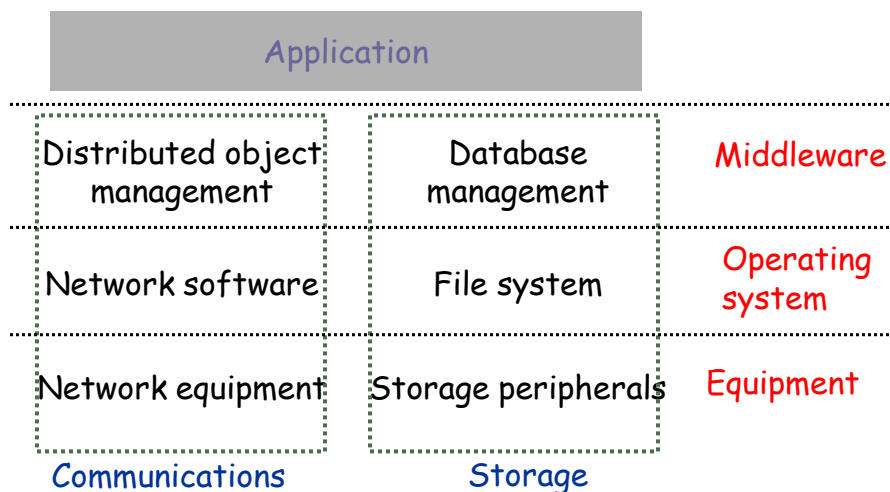 Application
Distributed object
management
Database
management
Middleware
Network software
File system
Operating
system
Network equipment
Storage peripherals
Equipment
Communications
Storage